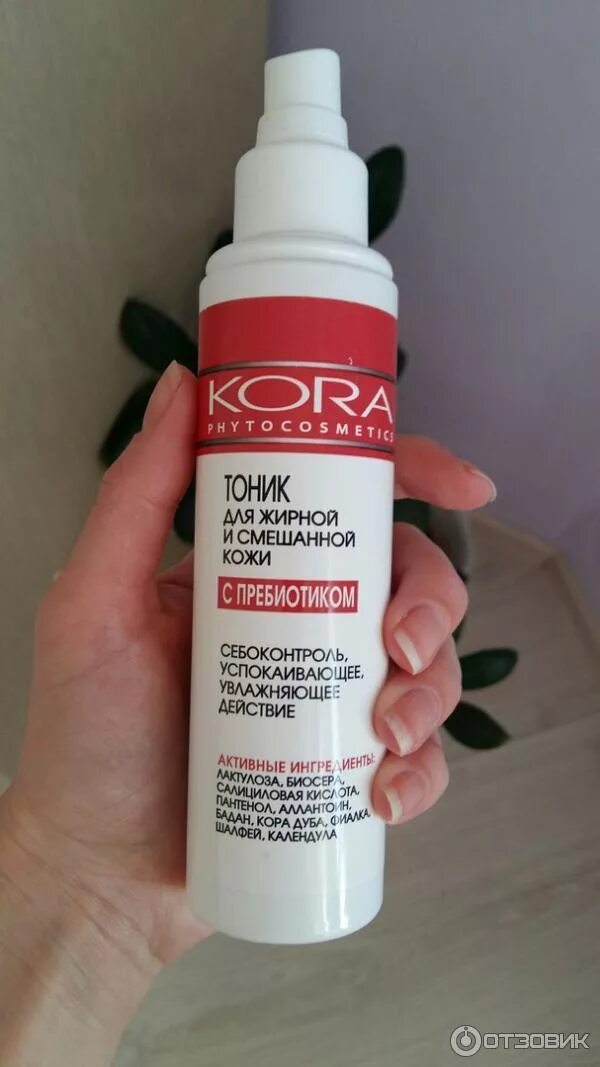 KORA
PHYTOCOSMETICS
ТОНИК
ДЛЯ ЖИРНОЙ
И СМЕШАННОЙ
КОЖИ
С ПРЕБИОТИКОМ
СЕБОКОНТРОЛЬ,
УСПОКАИВАЮЩЕЕ,
УВЛАЖНЯЮЩЕЕ
ДЕЙСТВИЕ
АКТИВНЫЕ ИНГРЕДИЕНТЫ:
ЛАКТУЛОЗА, БИОСЕРА,
САЛИЦИЛОВАЯ КИСЛОТА,
ПАНТЕНОЛ, АЛЛАНТОИН,
БАДАН, КОРА ДУБА, ФИАЛКА,
ШАЛФЕЙ, КАЛЕНДУЛА
ОТЗОВИК